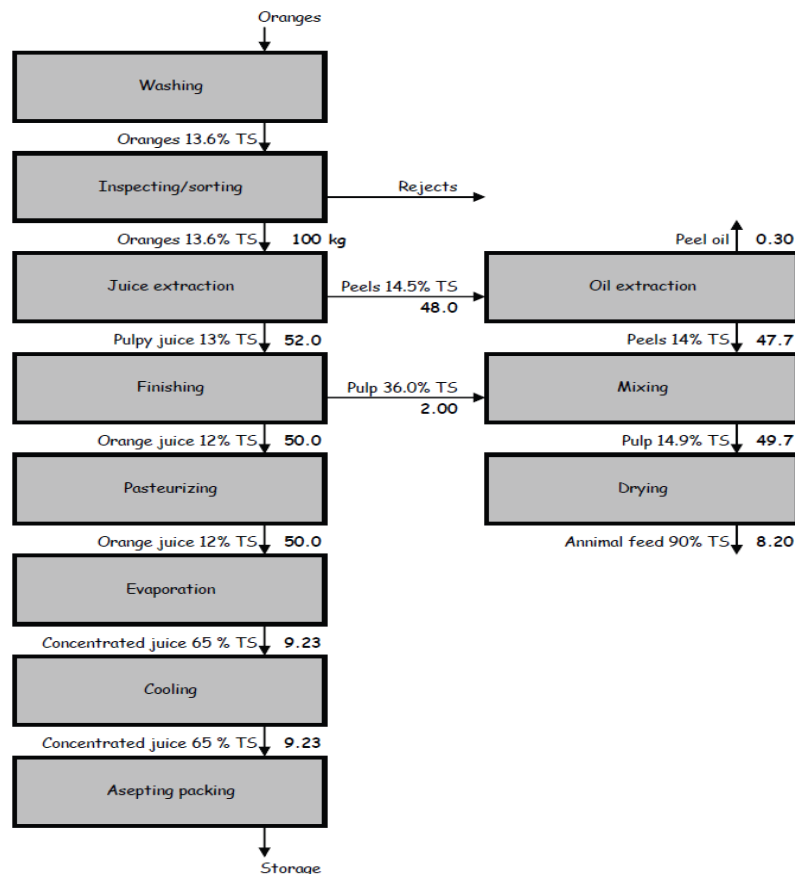 Oranges
Washing
Oranges 13.6% TS
Inspecting/sorting
Rejects
Oranges 13.6% TS 100 kg
Peel oil 0.30
Juice extraction
Peels 14.5% TS
48.0
Oil extraction
Pulpy juice 13% TS 52.0
Peels 14% TS 47.7
Finishing
Pulp 36.0% TS
2.00
Mixing
Orange juice 12% TS 50.0
Pulp 14.9% TS 49.7
Pasteurizing
Drying
Orange juice 12% TS 50.0
Annimal feed 90% TS 8.20
Evaporation
Concentrated juice 65 % TS 9.23
Cooling
Concentrated juice 65 % TS 9.23
Asepting packing
Storage